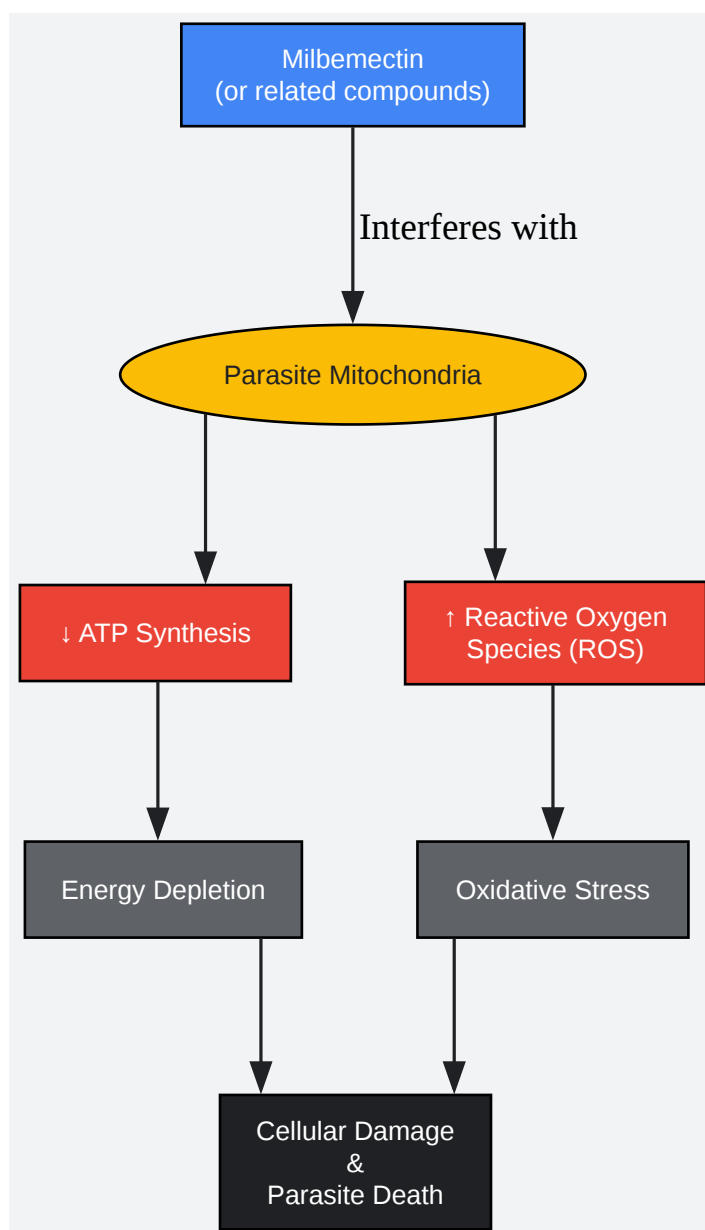 Milbemectin
(or related compounds)
Interferes with
Parasite Mitochondria
↓ ATP Synthesis
↑ Reactive Oxygen
Species (ROS)
Energy Depletion
Oxidative Stress
Cellular Damage
&
Parasite Death